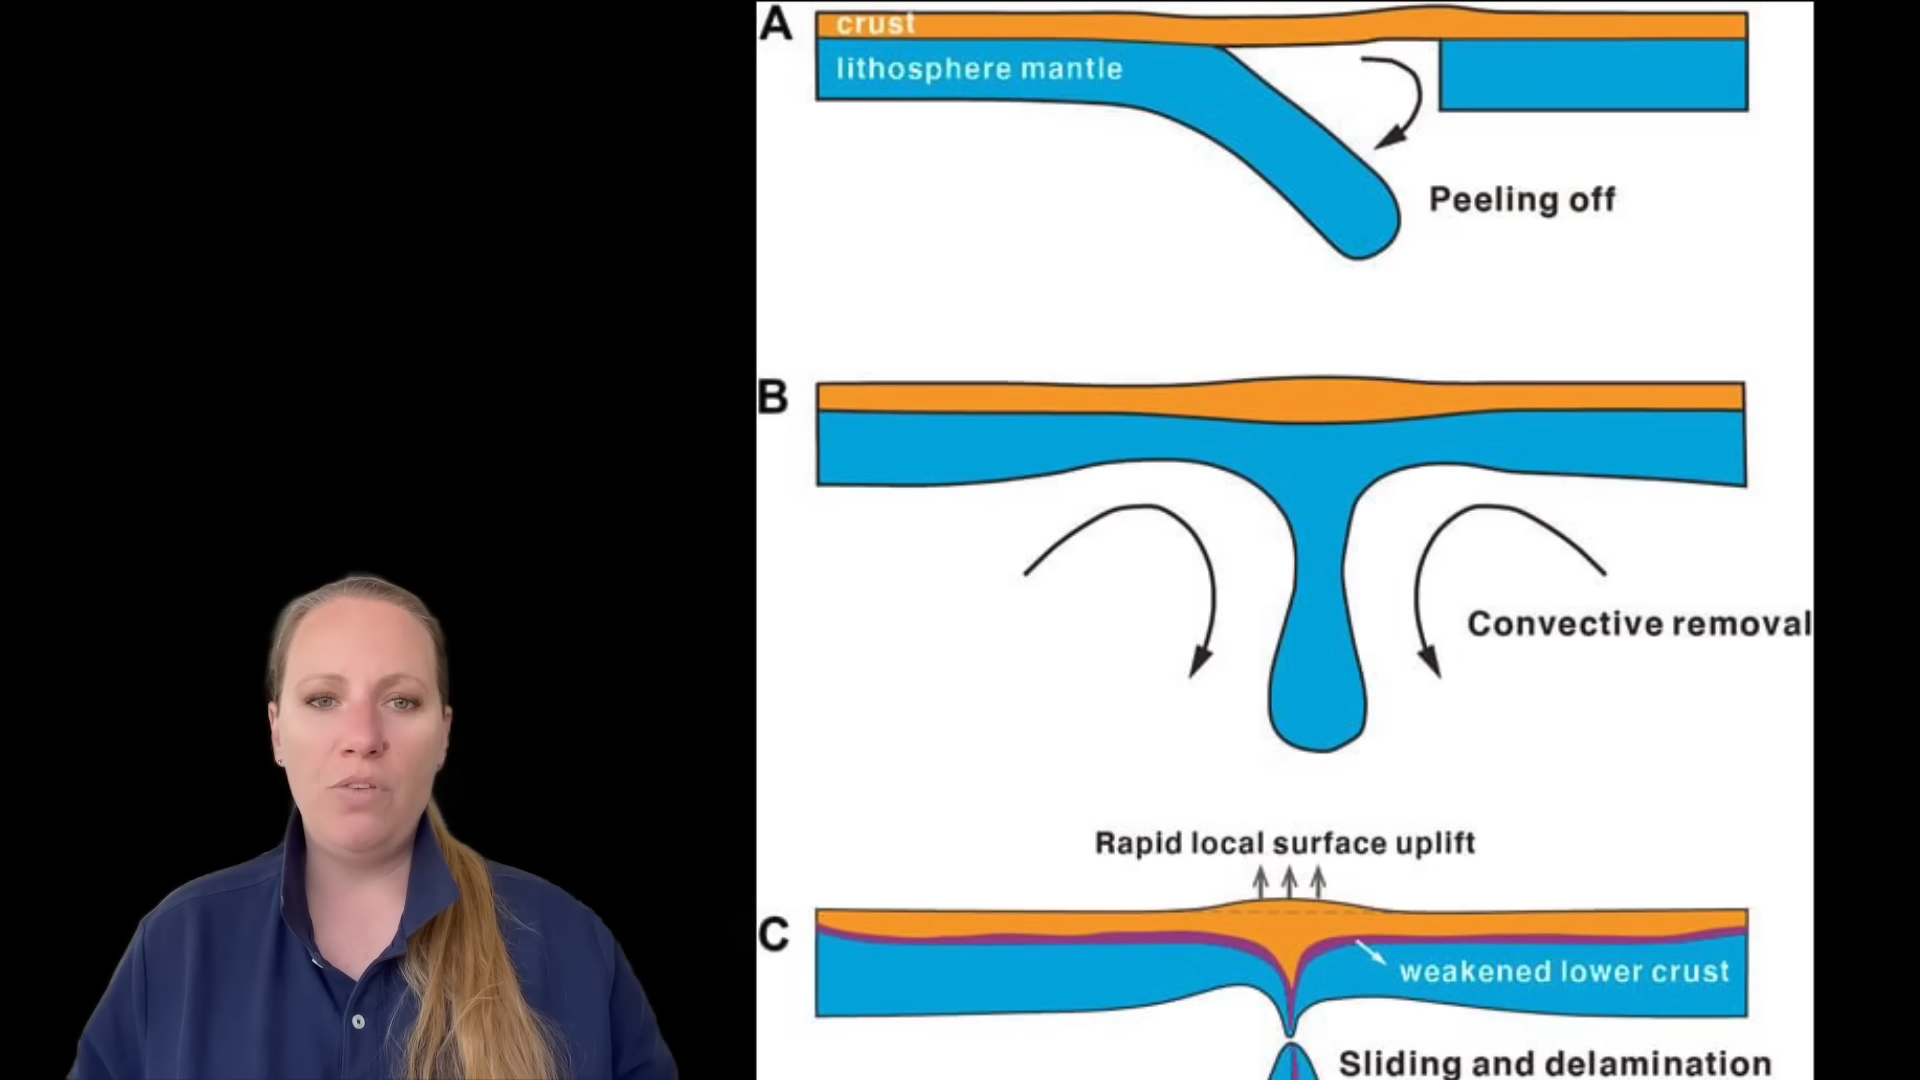 A
crust
lithosphere mantle
Peeling off
B
Convective removal
Rapid local surface uplift
C
weakened lower crust
Sliding and delamination